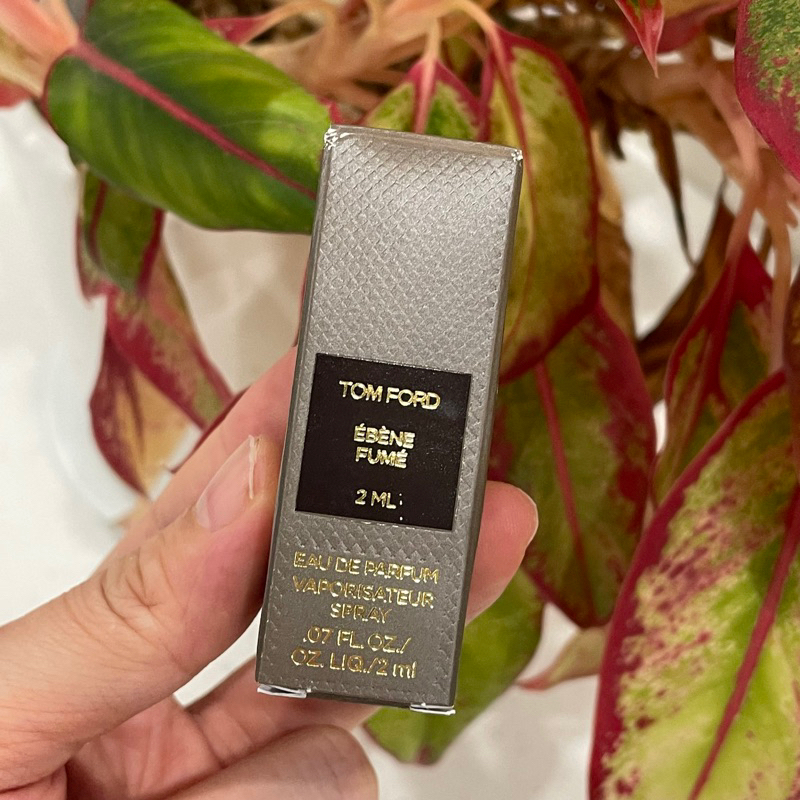 TOM FORD
ÉBÈNE
FUMÉ
2 ML
EAU DE PARFUM
VAPORISATEUR
SPRAY
.07 FL. OZ./
OZ. LIQ./2 ml